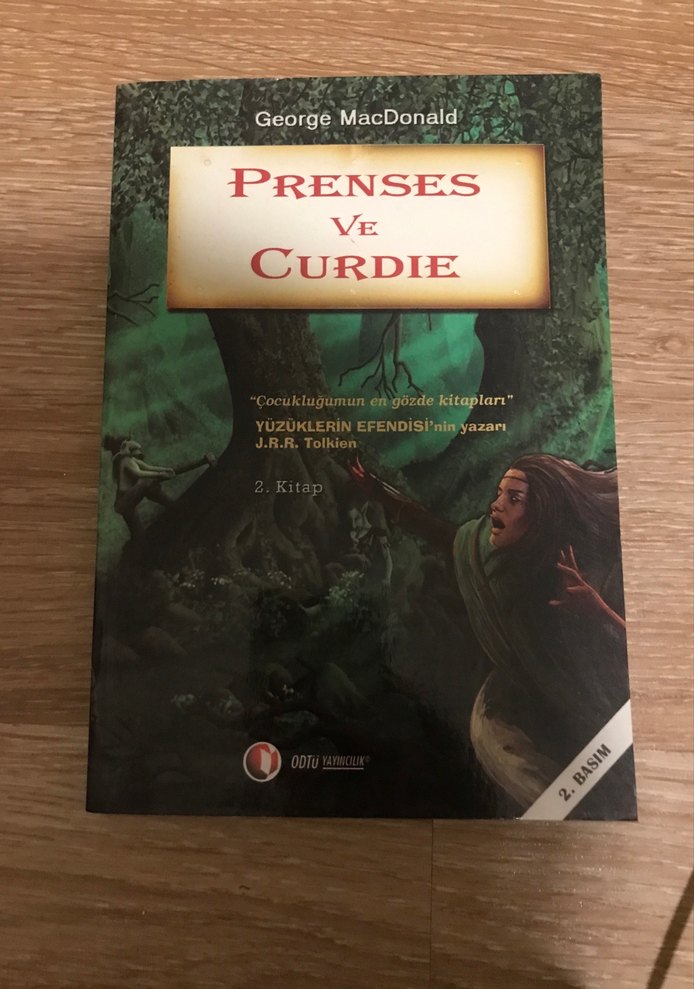 George MacDonald
PRENSES
VE
CURDIE
"Çocukluğumun en gözde kitapları"
YÜZÜKLERİN EFENDİSİ'nin yazarı
J.R.R. Tolkien
2. Kitap
ODTÜ YAYINCILIK©
2. BASIM